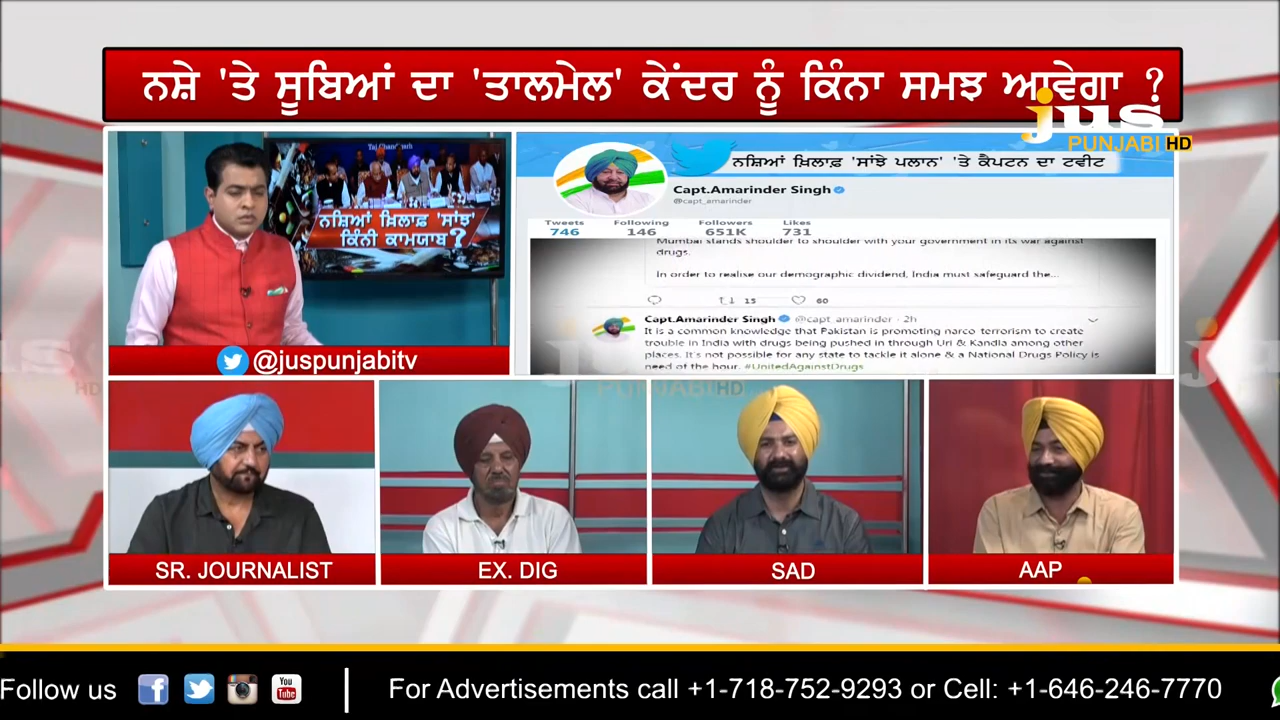 ਨਸ਼ੇ 'ਤੇ ਸੂਬਿਆਂ ਦਾ 'ਤਾਲਮੇਲ' ਕੇਂਦਰ ਨੂੰ ਕਿੰਨਾ ਸਮਝ ਆਵੇਗਾ ?
jus
PUNJABI HD
ਨਸ਼ਿਆਂ ਖ਼ਿਲਾਫ਼ 'ਸਾਂਝ'
ਕਿੰਨੀ ਕਾਮਯਾਬ?
@juspunjabitv
ਨਸ਼ਿਆਂ ਖ਼ਿਲਾਫ਼ 'ਸਾਂਝੇ ਪਲਾਨ' 'ਤੇ ਕੈਪਟਨ ਦਾ ਟਵੀਟ
Capt.Amarinder Singh
@capt_amarinder
Tweets Following Followers Likes
746 146 651K 731
Mumbai stands shoulder to shoulder with your government in its war against
drugs.
In order to realise our demographic dividend, India must safeguard the...
15 60
Capt.Amarinder Singh @capt_amarinder · 2h
It is a common knowledge that Pakistan is promoting narco terrorism to create
trouble in India with drugs being pushed in through Uri & Kandla among other
places. It's not possible for any state to tackle it alone & a National Drugs Policy is
need of the hour. #UnitedAgainstDrugs
PUNJABI HD
SR. JOURNALIST
EX. DIG
SAD
AAP
Follow us
You
Tube
For Advertisements call +1-718-752-9293 or Cell: +1-646-246-7770